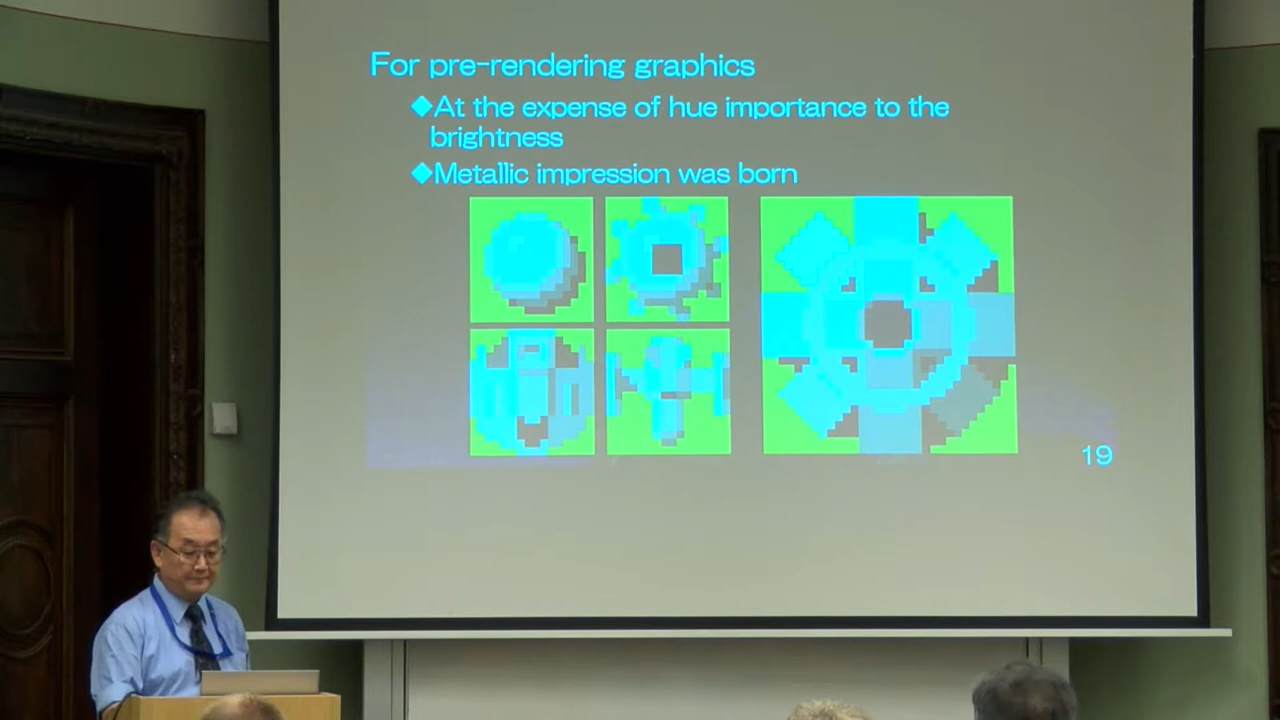 For pre-rendering graphics
◆At the expense of hue importance to the
brightness
◆Metallic impression was born
19